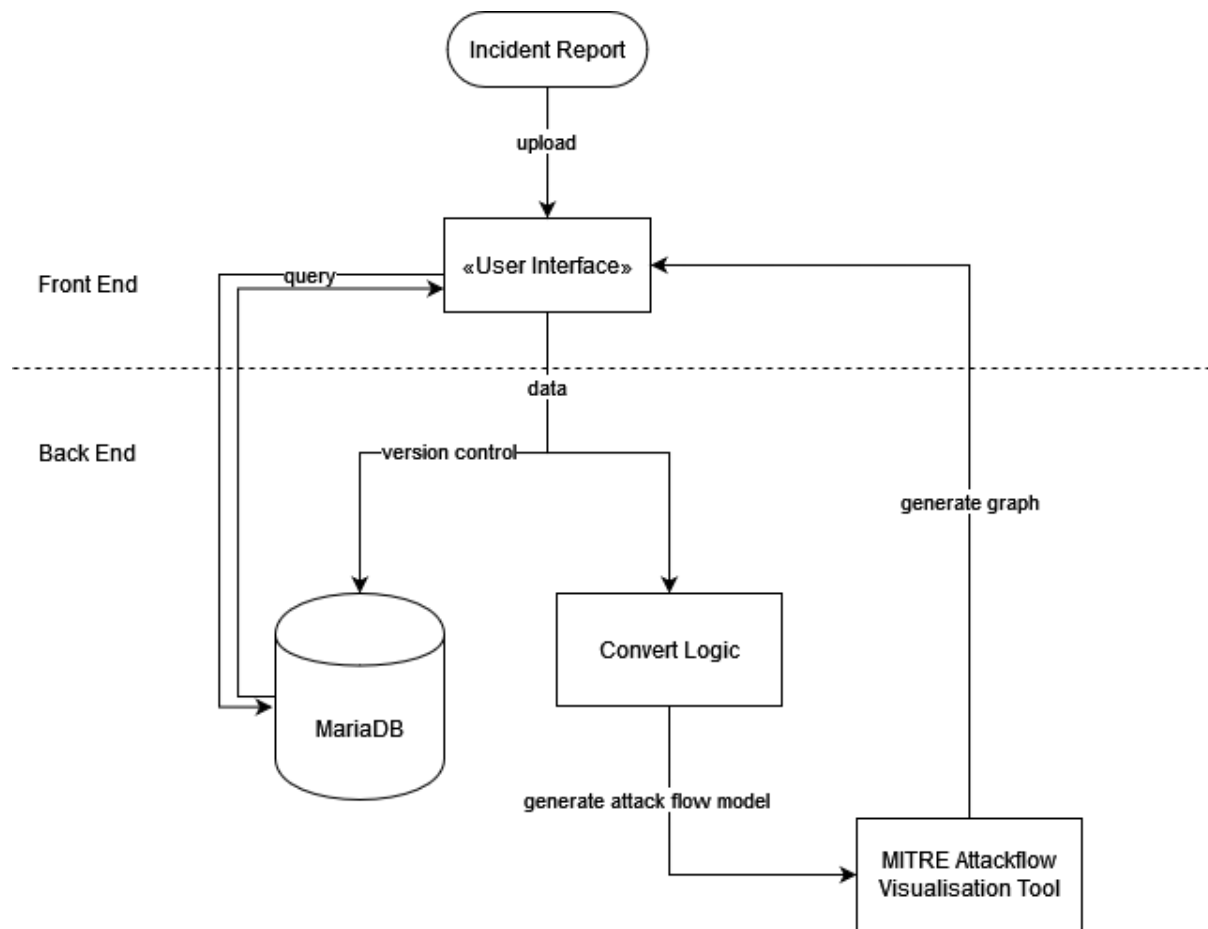 Incident Report
upload
«User Interface»
Front End
query
data
Back End
version control
generate graph
Convert Logic
MariaDB
generate attack flow model
MITRE Attackflow
Visualisation Tool